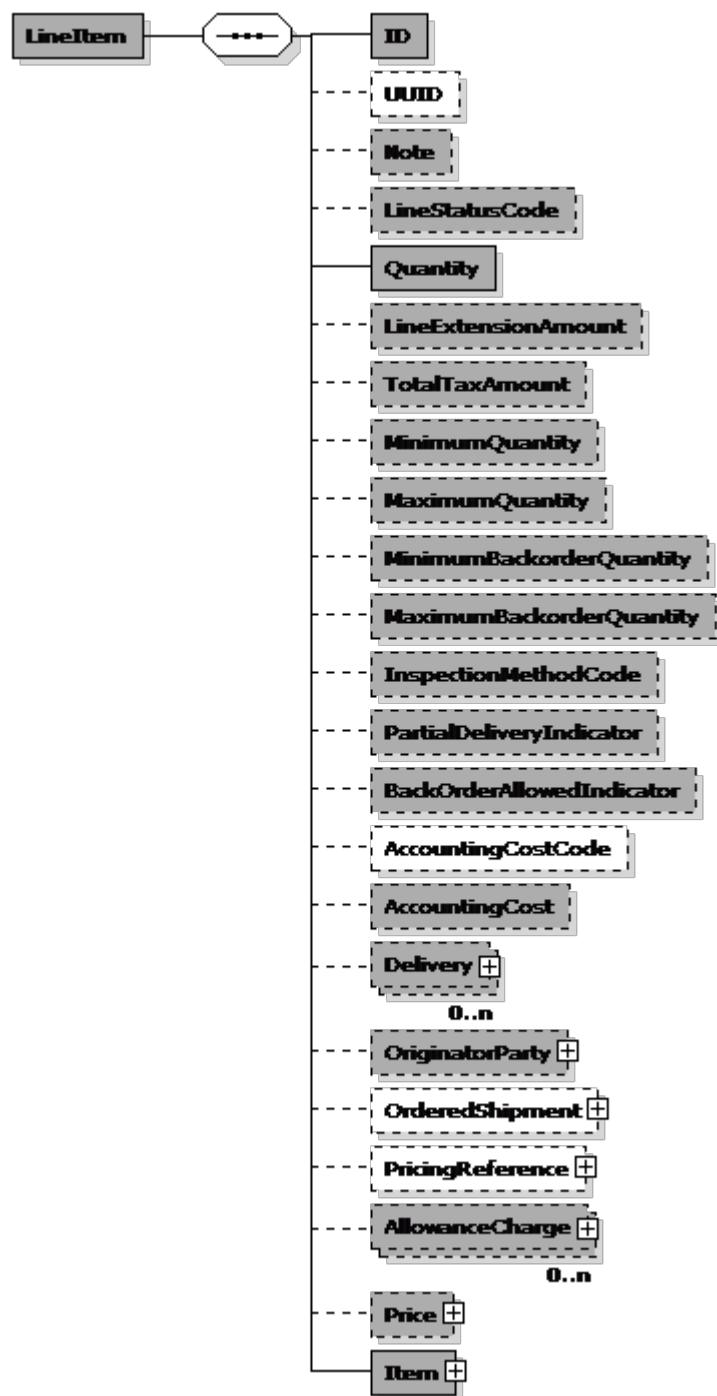 LineItem
ID
UUID
Note
LineStatusCode
Quantity
LineExtensionAmount
TotalTaxAmount
MinimumQuantity
MaximumQuantity
MinimumBackorderQuantity
MaximumBackorderQuantity
InspectionMethodCode
PartialDeliveryIndicator
BackOrderAllowedIndicator
AccountingCostCode
AccountingCost
Delivery
0..n
OriginatorParty
OrderedShipment
PricingReference
AllowanceCharge
0..n
Price
Item